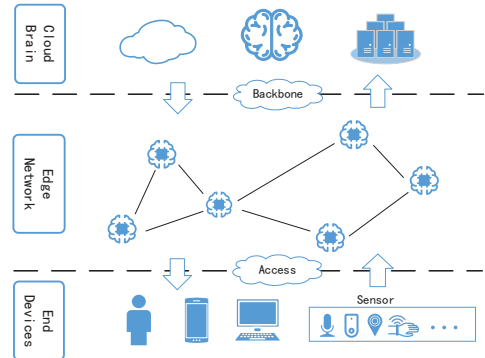 Cloud
Brain
Backbone
Edge
Network
Access
End
Devices
Sensor
...